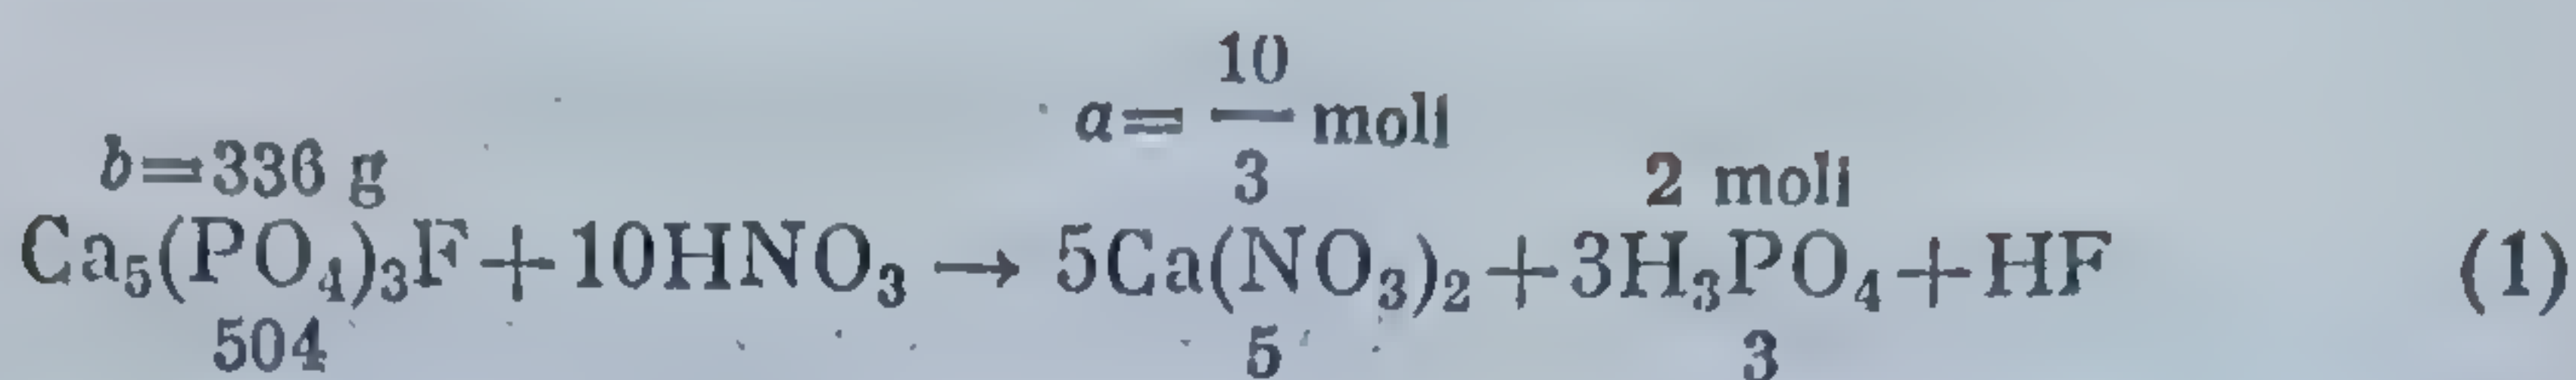 a = 10/3 moli
b=336 g 2 moli
Ca₅(PO₄)₃F+10HNO₃→5Ca(NO₃)₂+3H₃PO₄+HF (1)
504 5 3